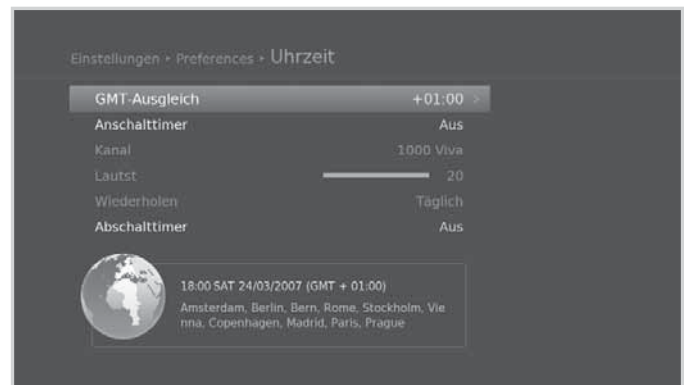 Einstellungen ▸ Preferences ▸ Uhrzeit
GMT-Ausgleich +01:00 >
Anschalttimer Aus
Kanal 1000 Viva
Lautst 20
Wiederholen Täglich
Abschalttimer Aus
18:00 SAT 24/03/2007 (GMT + 01:00)
Amsterdam, Berlin, Bern, Rome, Stockholm, Vie
nna, Copenhagen, Madrid, Paris, Prague